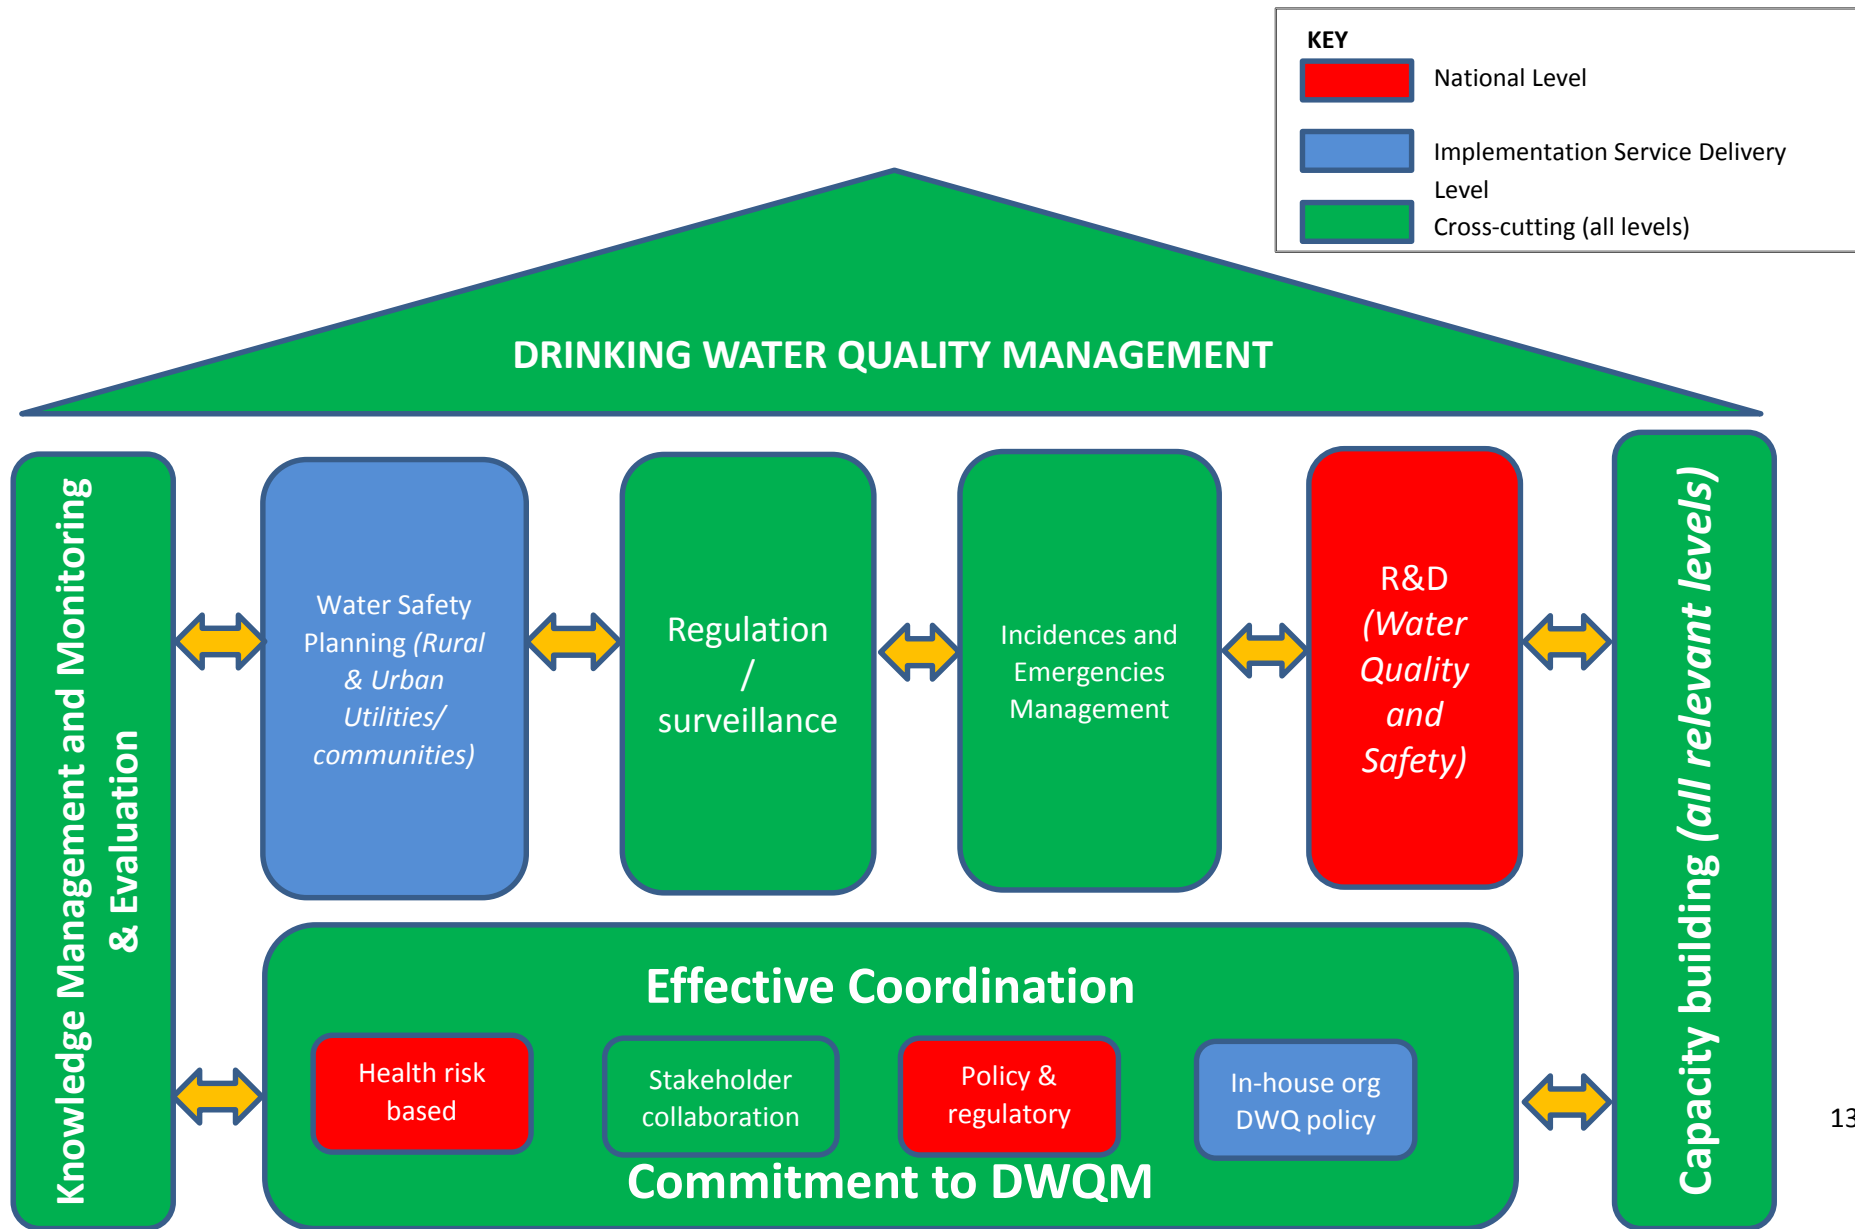 KEY
National Level
Implementation Service Delivery
Level
Cross-cutting (all levels)
DRINKING WATER QUALITY MANAGEMENT
Knowledge Management and Monitoring
& Evaluation
Water Safety
Planning (Rural
& Urban
Utilities/
communities)
Regulation
/
surveillance
Incidences and
Emergencies
Management
R&D
(Water
Quality
and
Safety)
Capacity building (all relevant levels)
Effective Coordination
Health risk
based
Stakeholder
collaboration
Policy &
regulatory
In-house org
DWQ policy
Commitment to DWQM
13